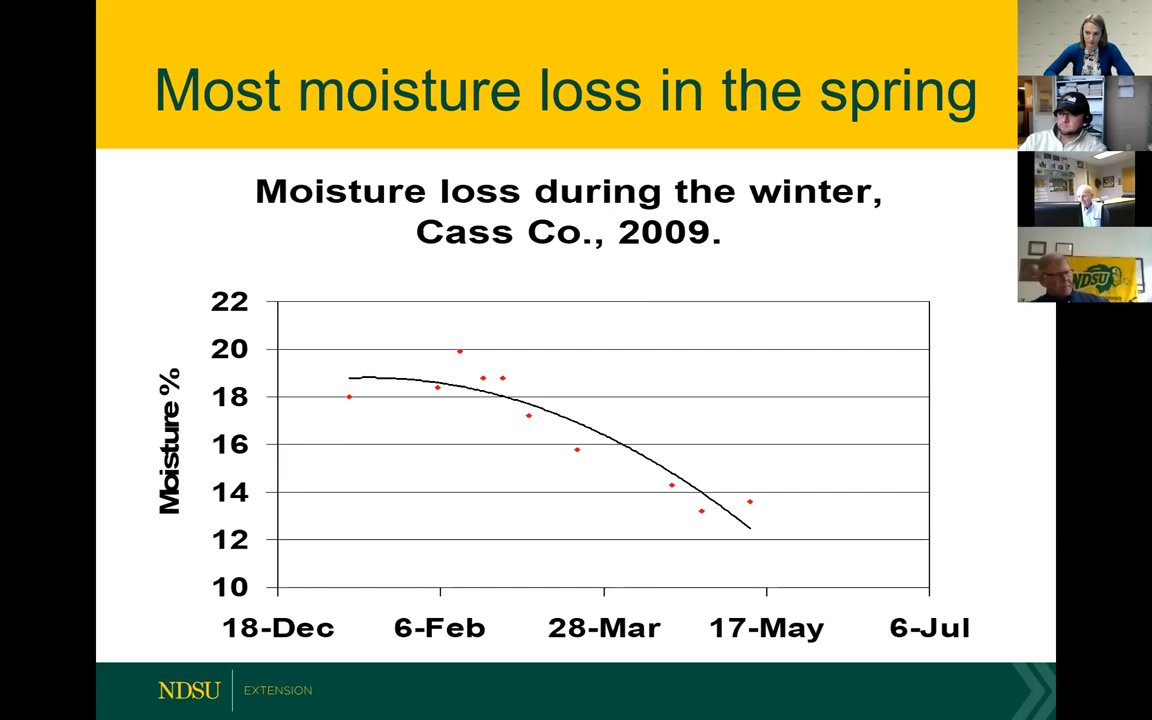 Most moisture loss in the spring
Moisture loss during the winter,
Cass Co., 2009.
22
20
18
16
14
12
10
Moisture %
18-Dec 6-Feb 28-Mar 17-May 6-Jul
NDSU EXTENSION
NDSU